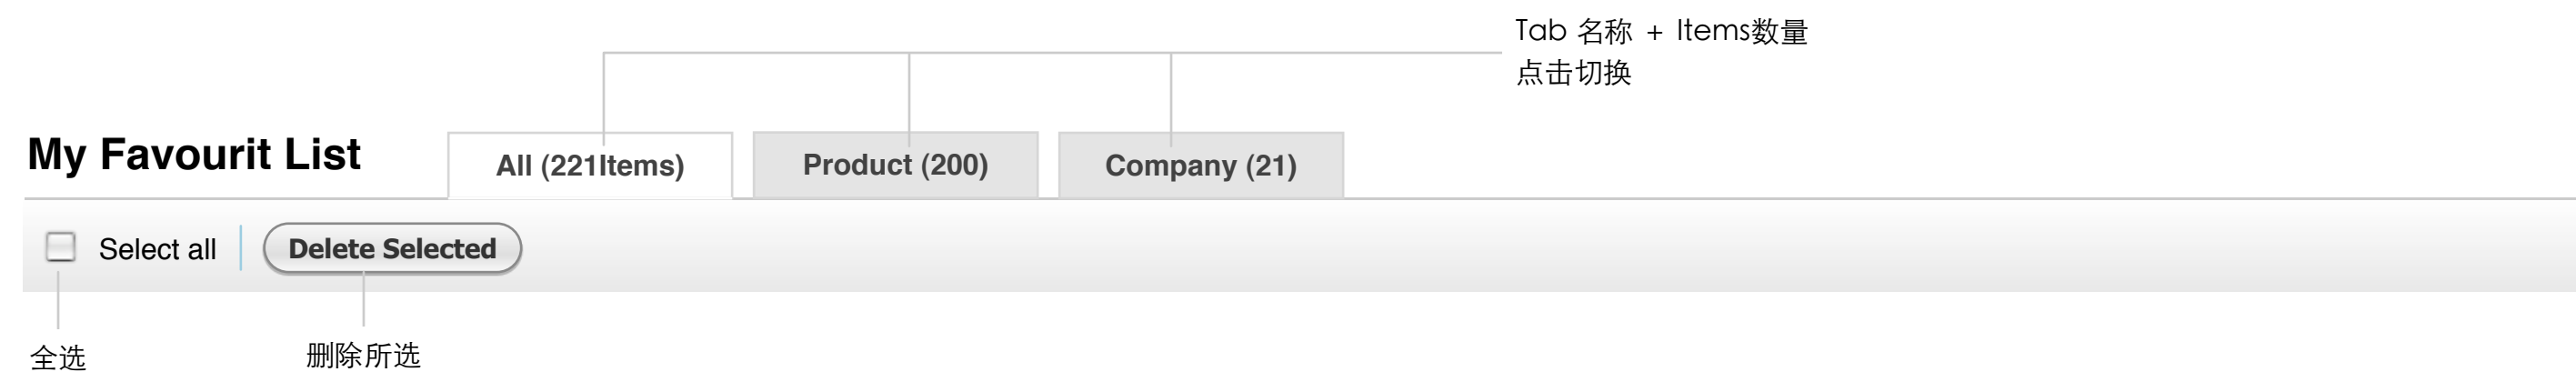 Tab 名称 + Items数量
点击切换
My Favourit List
All (221Items)
Product (200)
Company (21)
Select all
Delete Selected
全选
删除所选